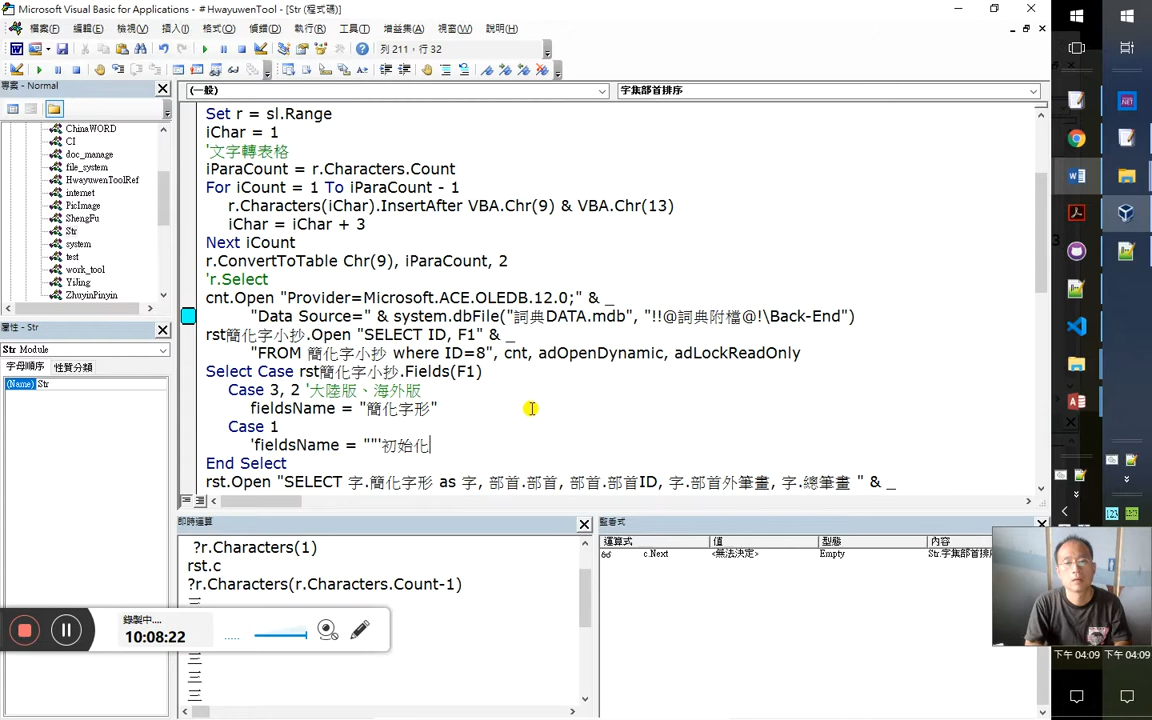 Microsoft Visual Basic for Applications - #HwayuwenTool - [Str (程式碼)]
檔案(F) 編輯(E) 檢視(V) 插入(I) 格式(O) 偵錯(D) 執行(R) 工具(T) 增益集(A) 視窗(W) 說明(H)
列 211，行 32
專案 - Normal
(一般)
字集部首排序
ChinaWORD
CI
doc_manage
file_system
HwayuwenToolRef
internet
PicImage
ShengFu
Str
system
test
work_tool
YiJing
ZhuyinPinyin
屬性 - Str
Str Module
字母順序 性質分類
(Name) Str
Set r = sl.Range
iChar = 1
'文字轉表格
iParaCount = r.Characters.Count
For iCount = 1 To iParaCount - 1
r.Characters(iChar).InsertAfter VBA.Chr(9) & VBA.Chr(13)
iChar = iChar + 3
Next iCount
r.ConvertToTable Chr(9), iParaCount, 2
'r.Select
cnt.Open "Provider=Microsoft.ACE.OLEDB.12.0;" & _
"Data Source=" & system.dbFile("詞典DATA.mdb", "!!@詞典附檔@!\Back-End")
rst簡化字小抄.Open "SELECT ID, F1" & _
"FROM 簡化字小抄 where ID=8", cnt, adOpenDynamic, adLockReadOnly
Select Case rst簡化字小抄.Fields(F1)
Case 3, 2 '大陸版、海外版
fieldsName = "簡化字形"
Case 1
'fieldsName = ""'初始化
End Select
rst.Open "SELECT 字.簡化字形 as 字, 部首.部首, 部首.部首ID, 字.部首外筆畫, 字.總筆畫 " & _
即時運算
?r.Characters(1)
rst.c
?r.Characters(r.Characters.Count-1)
三
三
三
三
監看式
運算式 值 型態 內容
c.Next <無法決定> Empty Str.字集部首排序
錄製中....
10:08:22
下午 04:09 下午 04:09